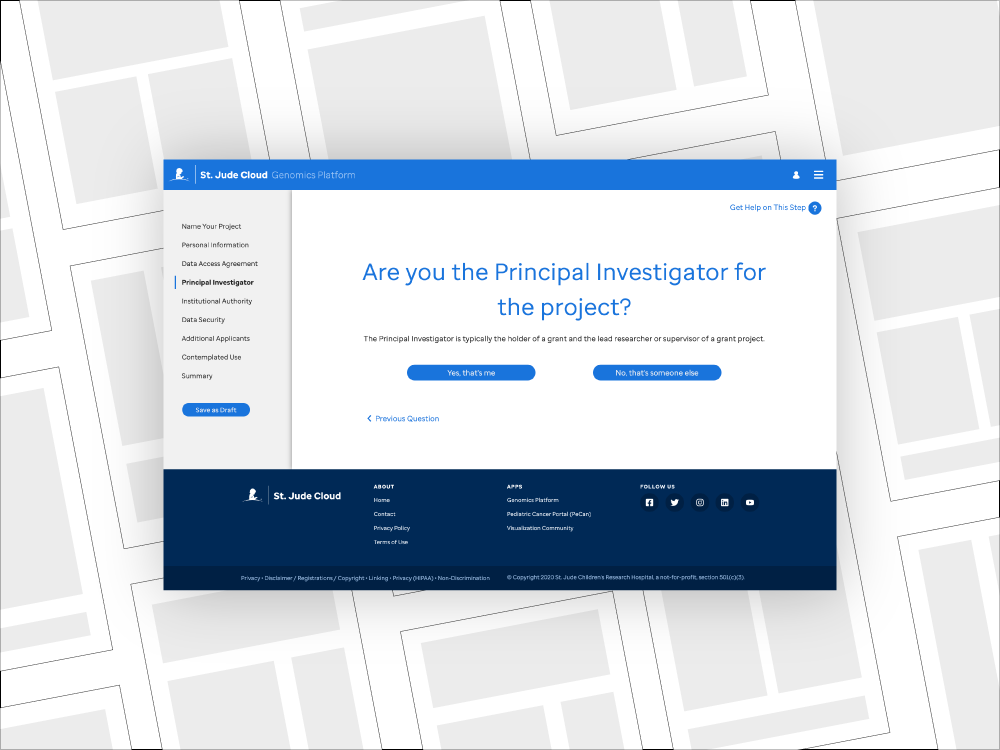 St. Jude Cloud Genomics Platform
Get Help on This Step ?
Name Your Project
Personal Information
Data Access Agreement
Principal Investigator
Institutional Authority
Data Security
Additional Applicants
Contemplated Use
Summary
Save as Draft
Are you the Principal Investigator for
the project?
The Principal Investigator is typically the holder of a grant and the lead researcher or supervisor of a grant project.
Yes, that's me
No, that's someone else
Previous Question
St. Jude Cloud
ABOUT
Home
Contact
Privacy Policy
Terms of Use
APPS
Genomics Platform
Pediatric Cancer Portal (PeCan)
Visualization Community
FOLLOW US
Privacy • Disclaimer / Registrations / Copyright • Linking • Privacy (HIPAA) • Non-Discrimination
© Copyright 2020 St. Jude Children's Research Hospital, a not-for-profit, section 501(c)(3).